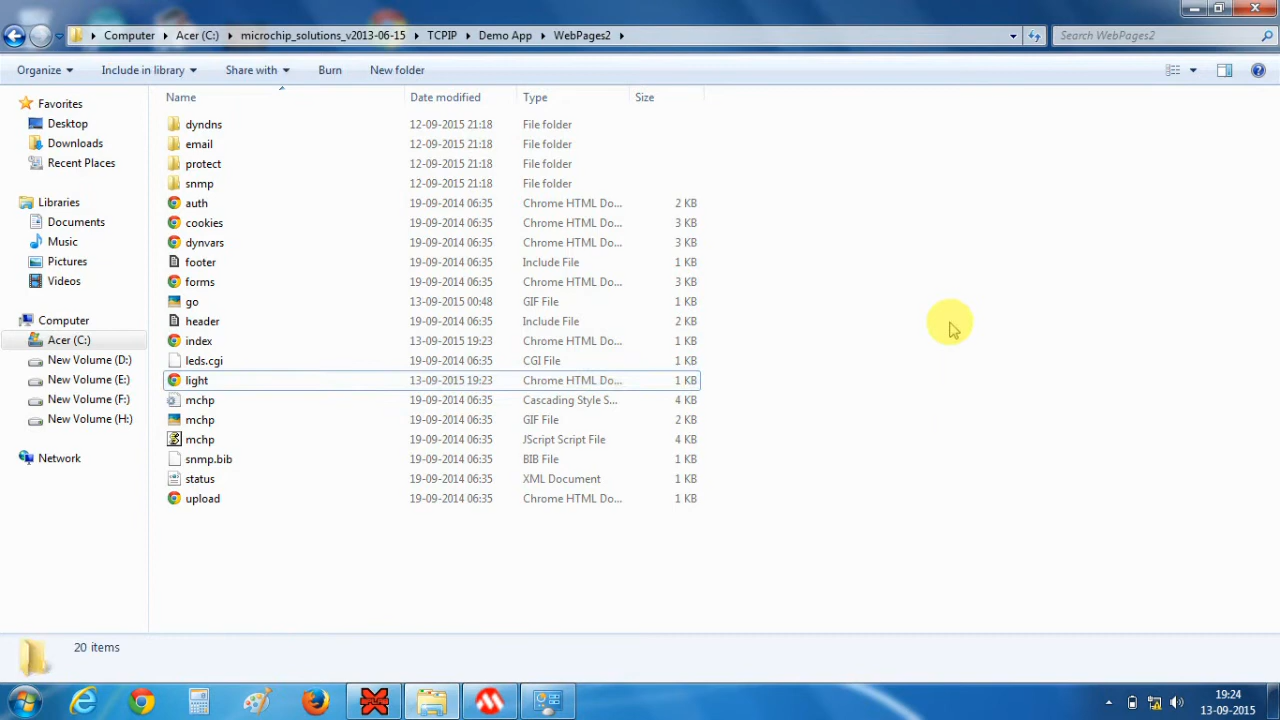 Computer Acer (C:) microchip_solutions_v2013-06-15 TCPIP Demo App WebPages2 Search WebPages2
Organize Include in library Share with Burn New folder
Name Date modified Type Size
Favorites
Desktop
Downloads
Recent Places
Libraries
Documents
Music
Pictures
Videos
Computer
Acer (C:)
New Volume (D:)
New Volume (E:)
New Volume (F:)
New Volume (H:)
Network
dyndns 12-09-2015 21:18 File folder
email 12-09-2015 21:18 File folder
protect 12-09-2015 21:18 File folder
snmp 12-09-2015 21:18 File folder
auth 19-09-2014 06:35 Chrome HTML Do... 2 KB
cookies 19-09-2014 06:35 Chrome HTML Do... 3 KB
dynvars 19-09-2014 06:35 Chrome HTML Do... 3 KB
footer 19-09-2014 06:35 Include File 1 KB
forms 19-09-2014 06:35 Chrome HTML Do... 3 KB
go 13-09-2015 00:48 GIF File 1 KB
header 19-09-2014 06:35 Include File 2 KB
index 13-09-2015 19:23 Chrome HTML Do... 1 KB
leds.cgi 19-09-2014 06:35 CGI File 1 KB
light 13-09-2015 19:23 Chrome HTML Do... 1 KB
mchp 19-09-2014 06:35 Cascading Style S... 4 KB
mchp 19-09-2014 06:35 GIF File 2 KB
mchp 19-09-2014 06:35 JScript Script File 4 KB
snmp.bib 19-09-2014 06:35 BIB File 1 KB
status 19-09-2014 06:35 XML Document 1 KB
upload 19-09-2014 06:35 Chrome HTML Do... 1 KB
20 items
19:24
13-09-2015